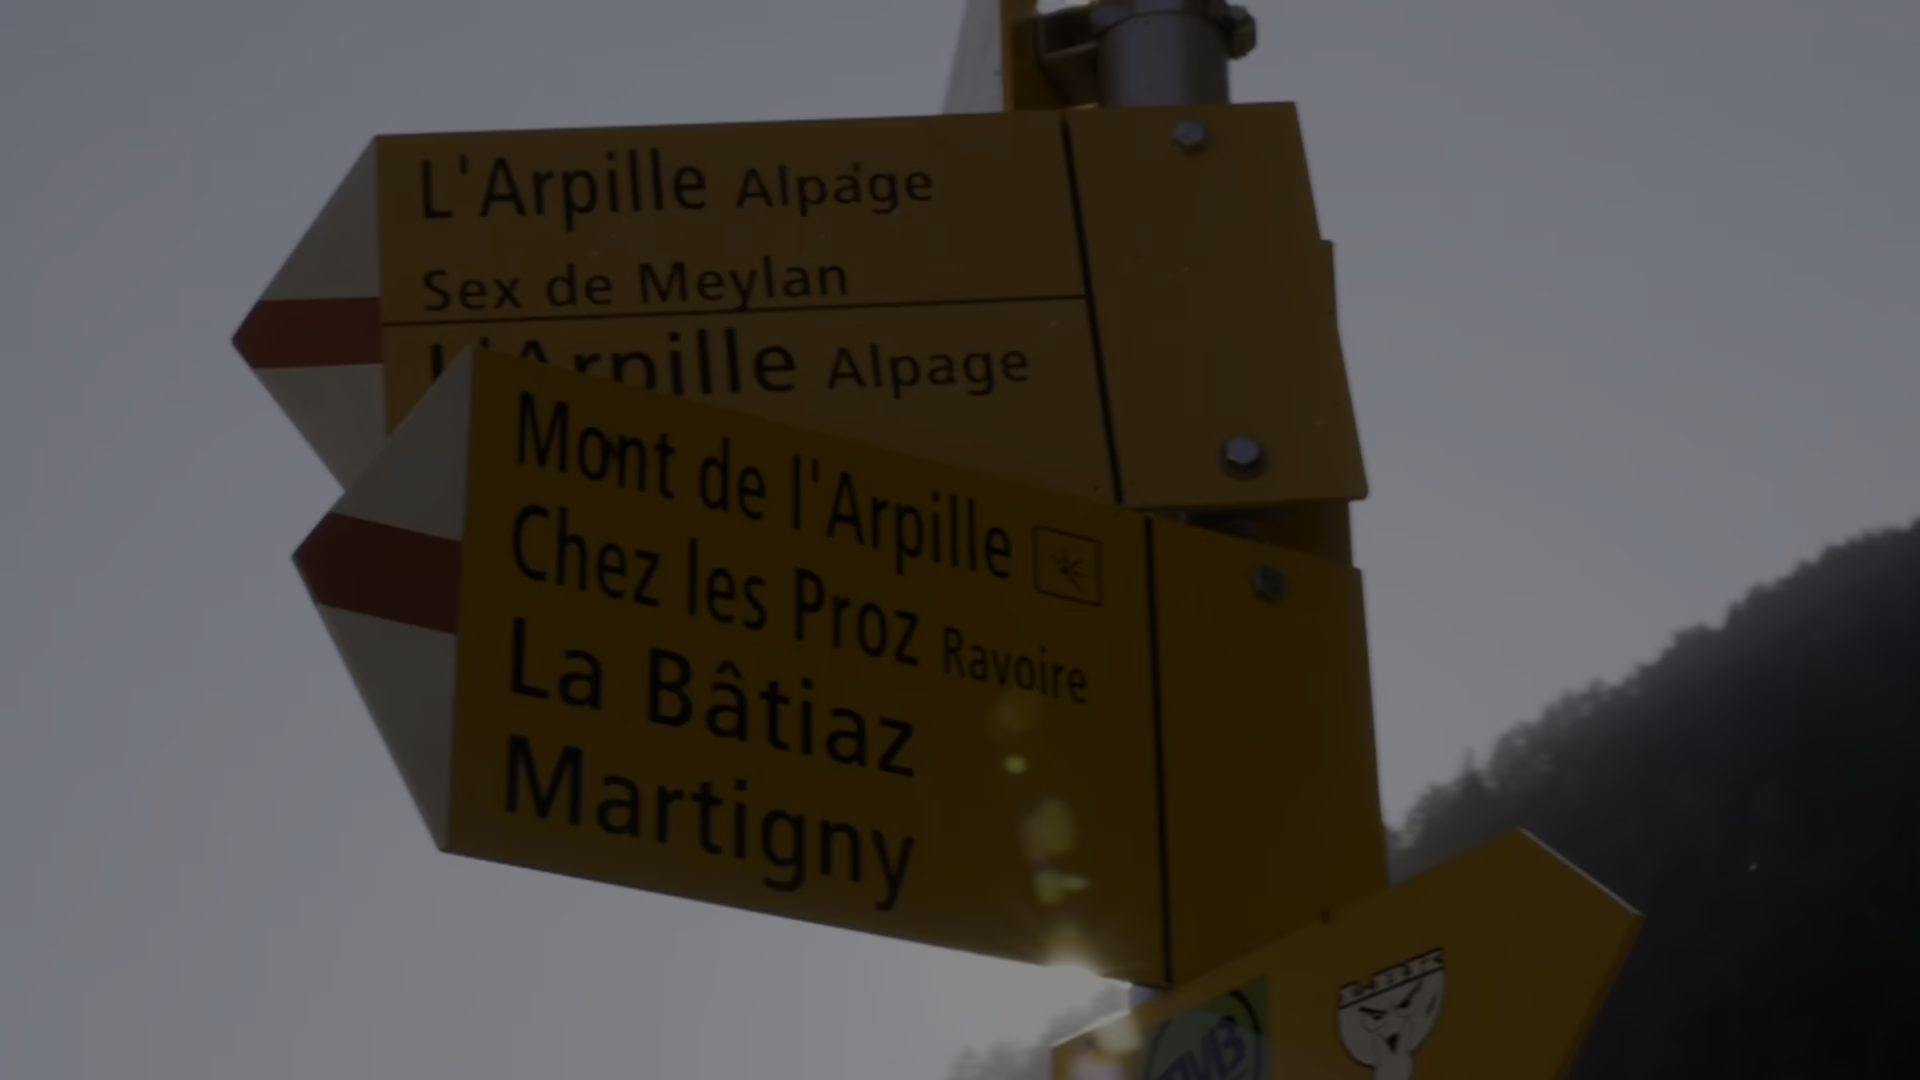 L'Arpille Alpage
Sex de Meylan
L'Arpille Alpage
Mont de l'Arpille
Chez les Proz Ravoire
La Bâtiaz
Martigny